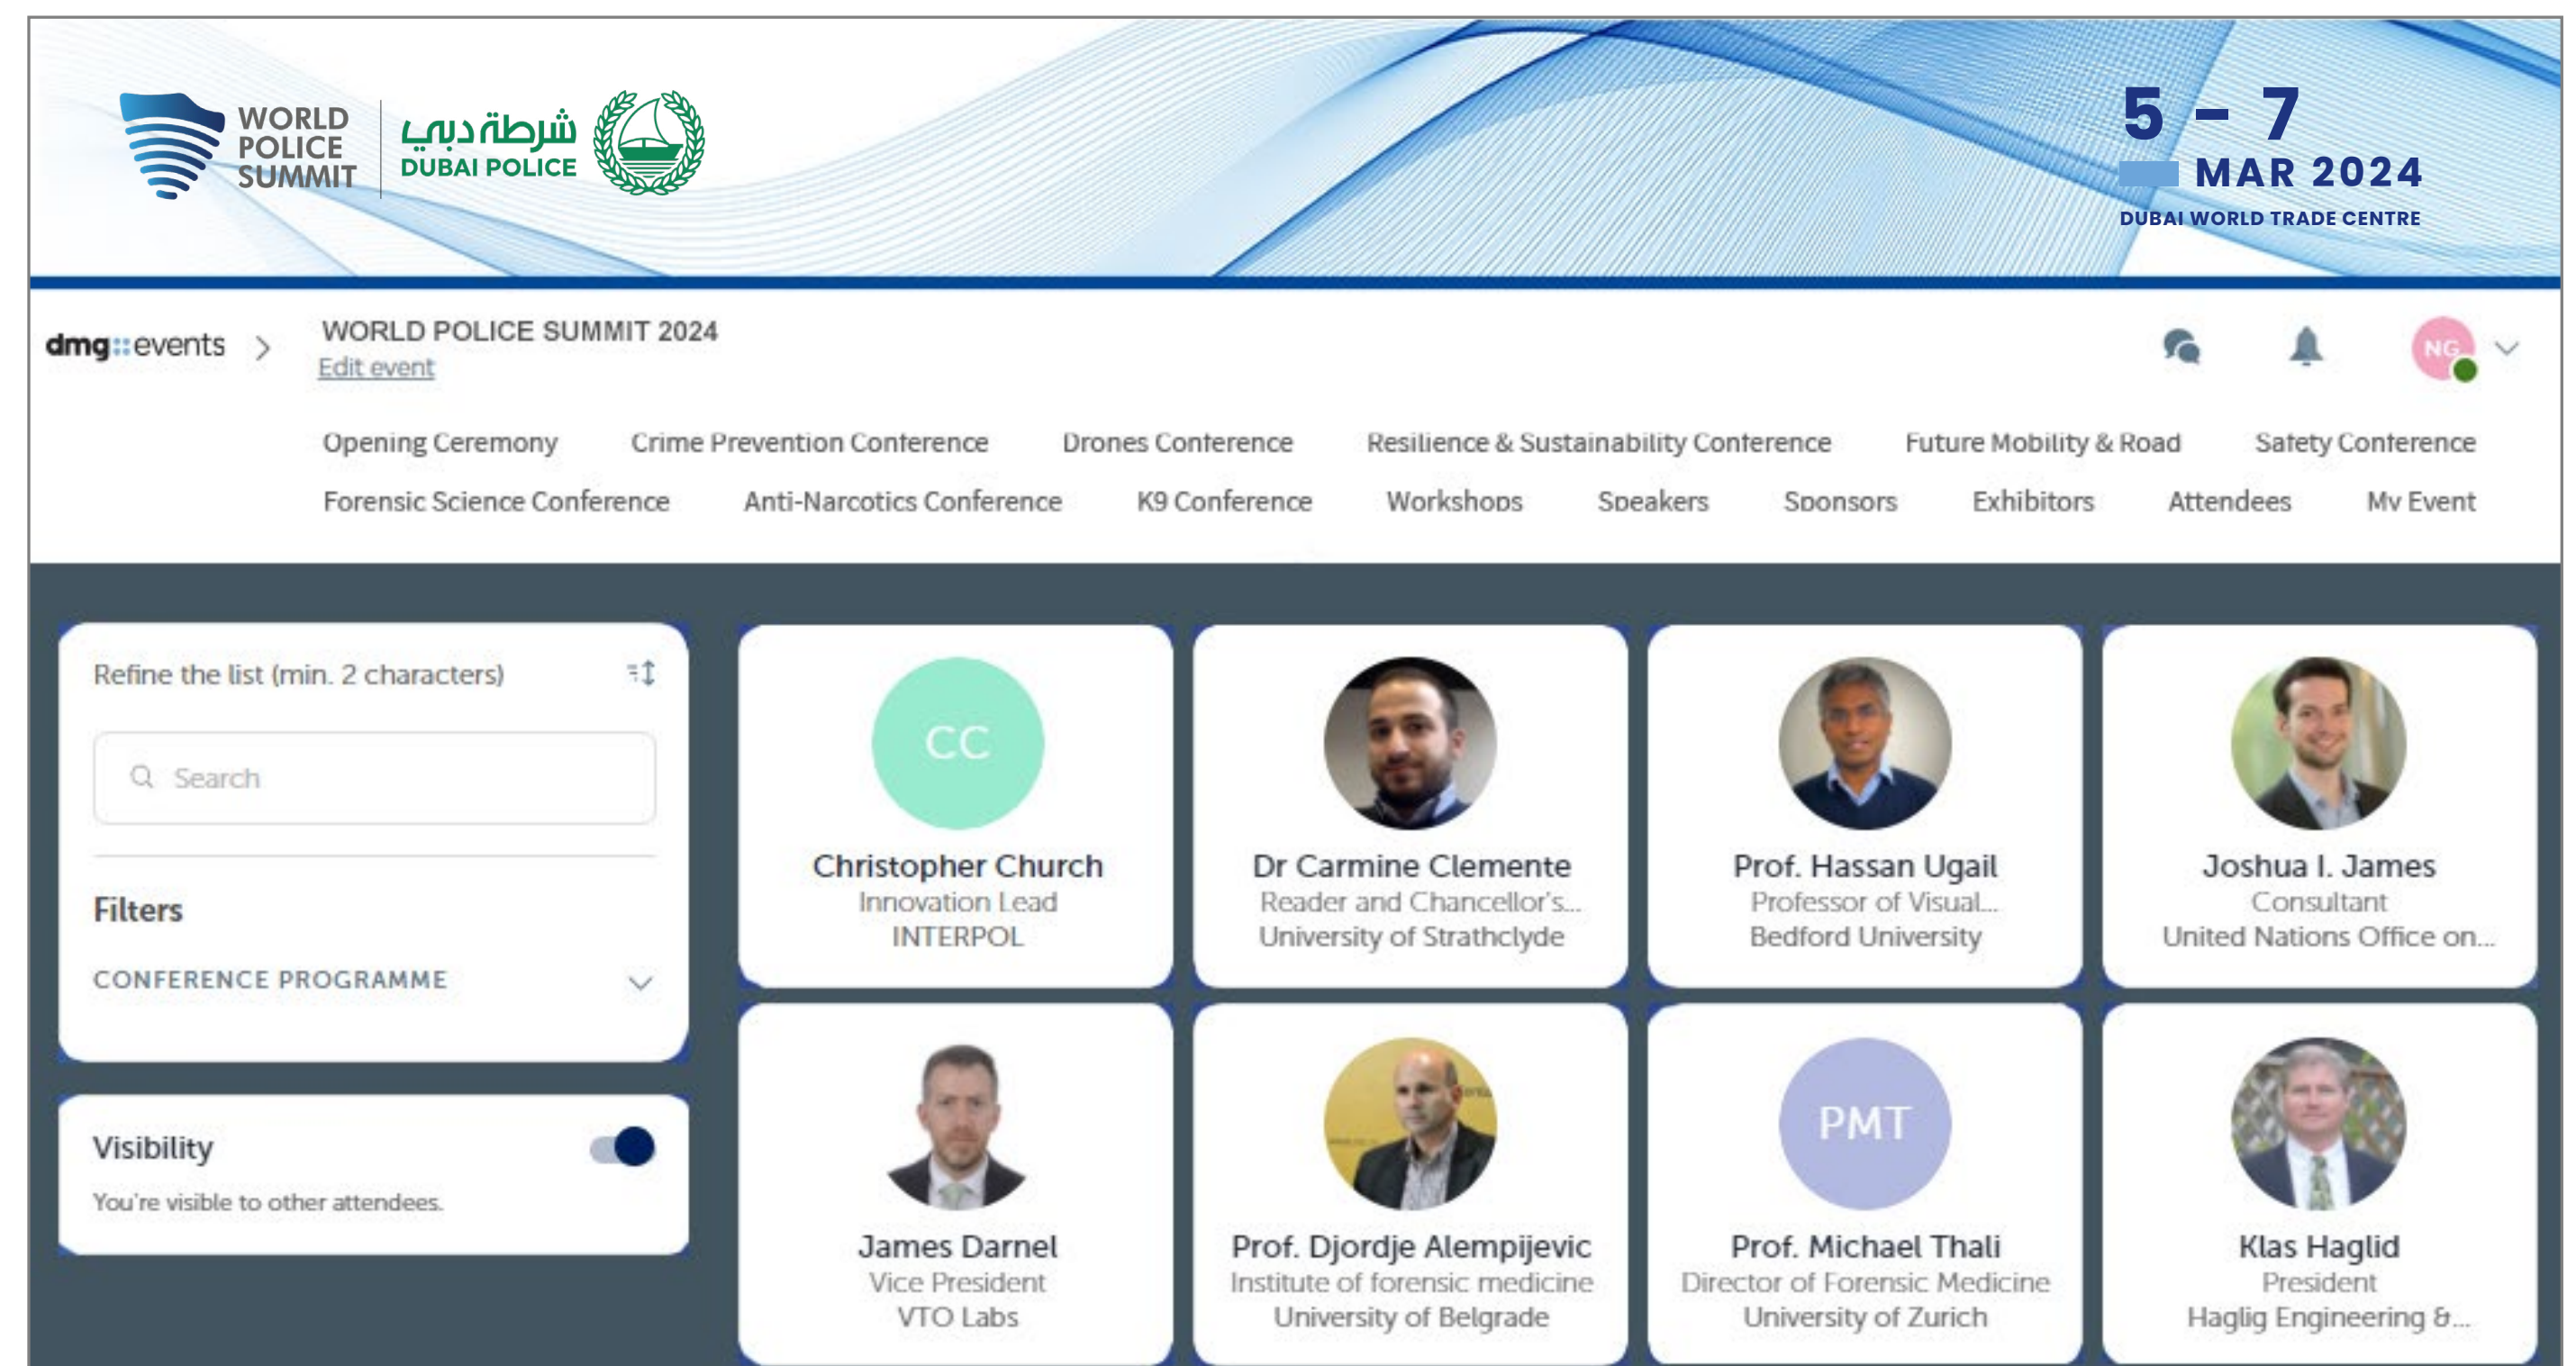 WORLD
POLICE
SUMMIT
شرطة دبي
DUBAI POLICE
5 – 7
MAR 2024
DUBAI WORLD TRADE CENTRE
dmg::events
WORLD POLICE SUMMIT 2024
Edit event
NG
Opening Ceremony Crime Prevention Conference Drones Conference Resilience & Sustainability Conference Future Mobility & Road Safety Conference
Forensic Science Conference Anti-Narcotics Conference K9 Conference Workshops Speakers Sponsors Exhibitors Attendees My Event
Refine the list (min. 2 characters)
Search
Filters
CONFERENCE PROGRAMME
Visibility
You're visible to other attendees.
CC
Christopher Church
Innovation Lead
INTERPOL
Dr Carmine Clemente
Reader and Chancellor's...
University of Strathclyde
Prof. Hassan Ugail
Professor of Visual...
Bedford University
Joshua I. James
Consultant
United Nations Office on...
James Darnel
Vice President
VTO Labs
Prof. Djordje Alempijevic
Institute of forensic medicine
University of Belgrade
PMT
Prof. Michael Thali
Director of Forensic Medicine
University of Zurich
Klas Haglid
President
Haglig Engineering &...